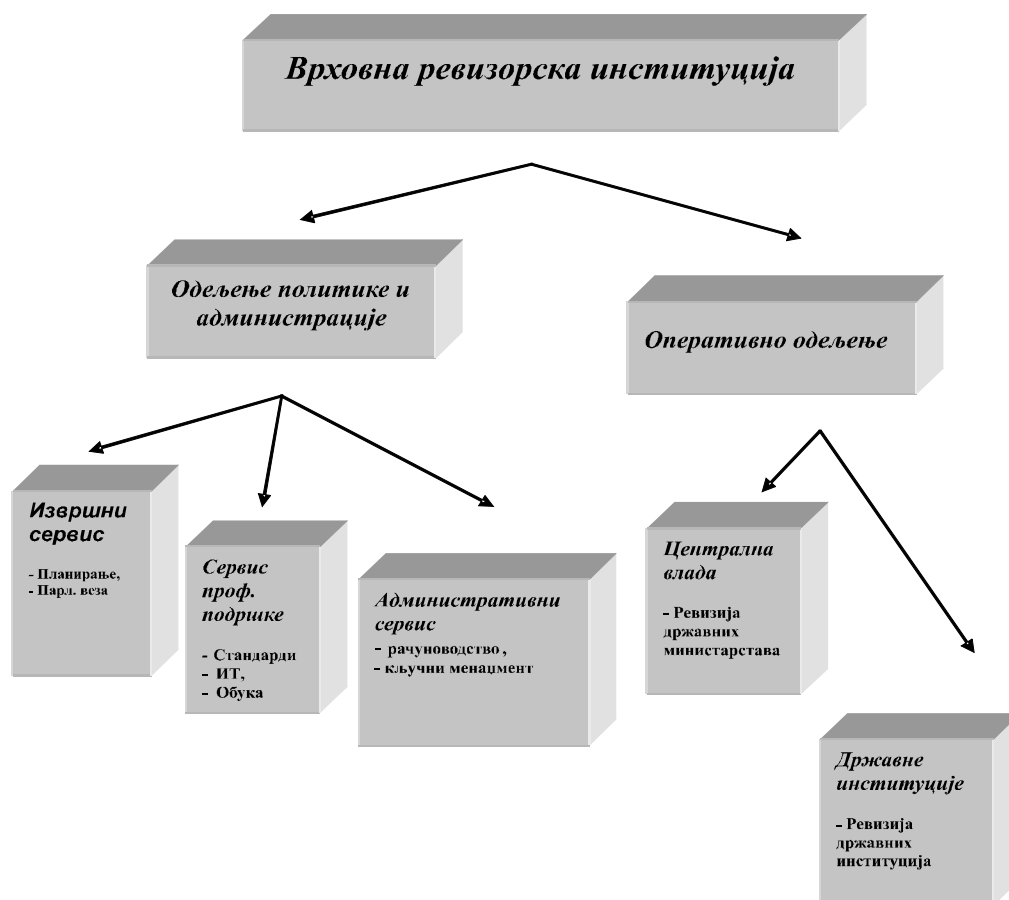 Врховна ревизорска институција
Одељење политике и
администрације
Оперативно одељење
Извршни
сервис
- Планирање,
- Парл. веза
Сервис
проф.
подршке
- Стандарди
- ИТ,
- Обука
Административни
сервис
- рачуноводство ,
- кључни менаџмент
Централна
влада
- Ревизија
државних
министарстава
Државне
институције
- Ревизија
државних
институција